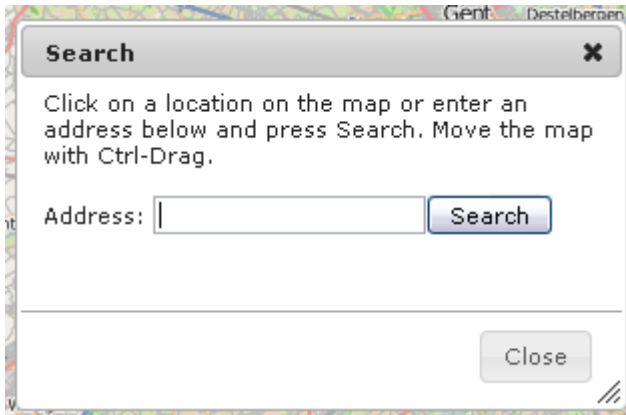 Gent Destelbergen
Search
Click on a location on the map or enter an
address below and press Search. Move the map
with Ctrl-Drag.
Address: Search
Close